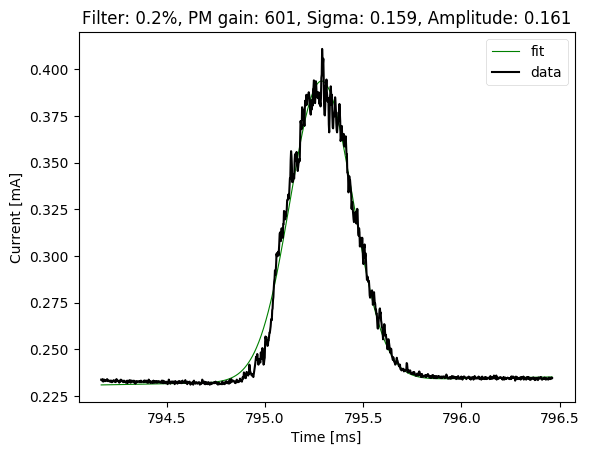 Filter: 0.2%, PM gain: 601, Sigma: 0.159, Amplitude: 0.161
fit
data
Current [mA]
0.400
0.375
0.350
0.325
0.300
0.275
0.250
0.225
794.5 795.0 795.5 796.0 796.5
Time [ms]